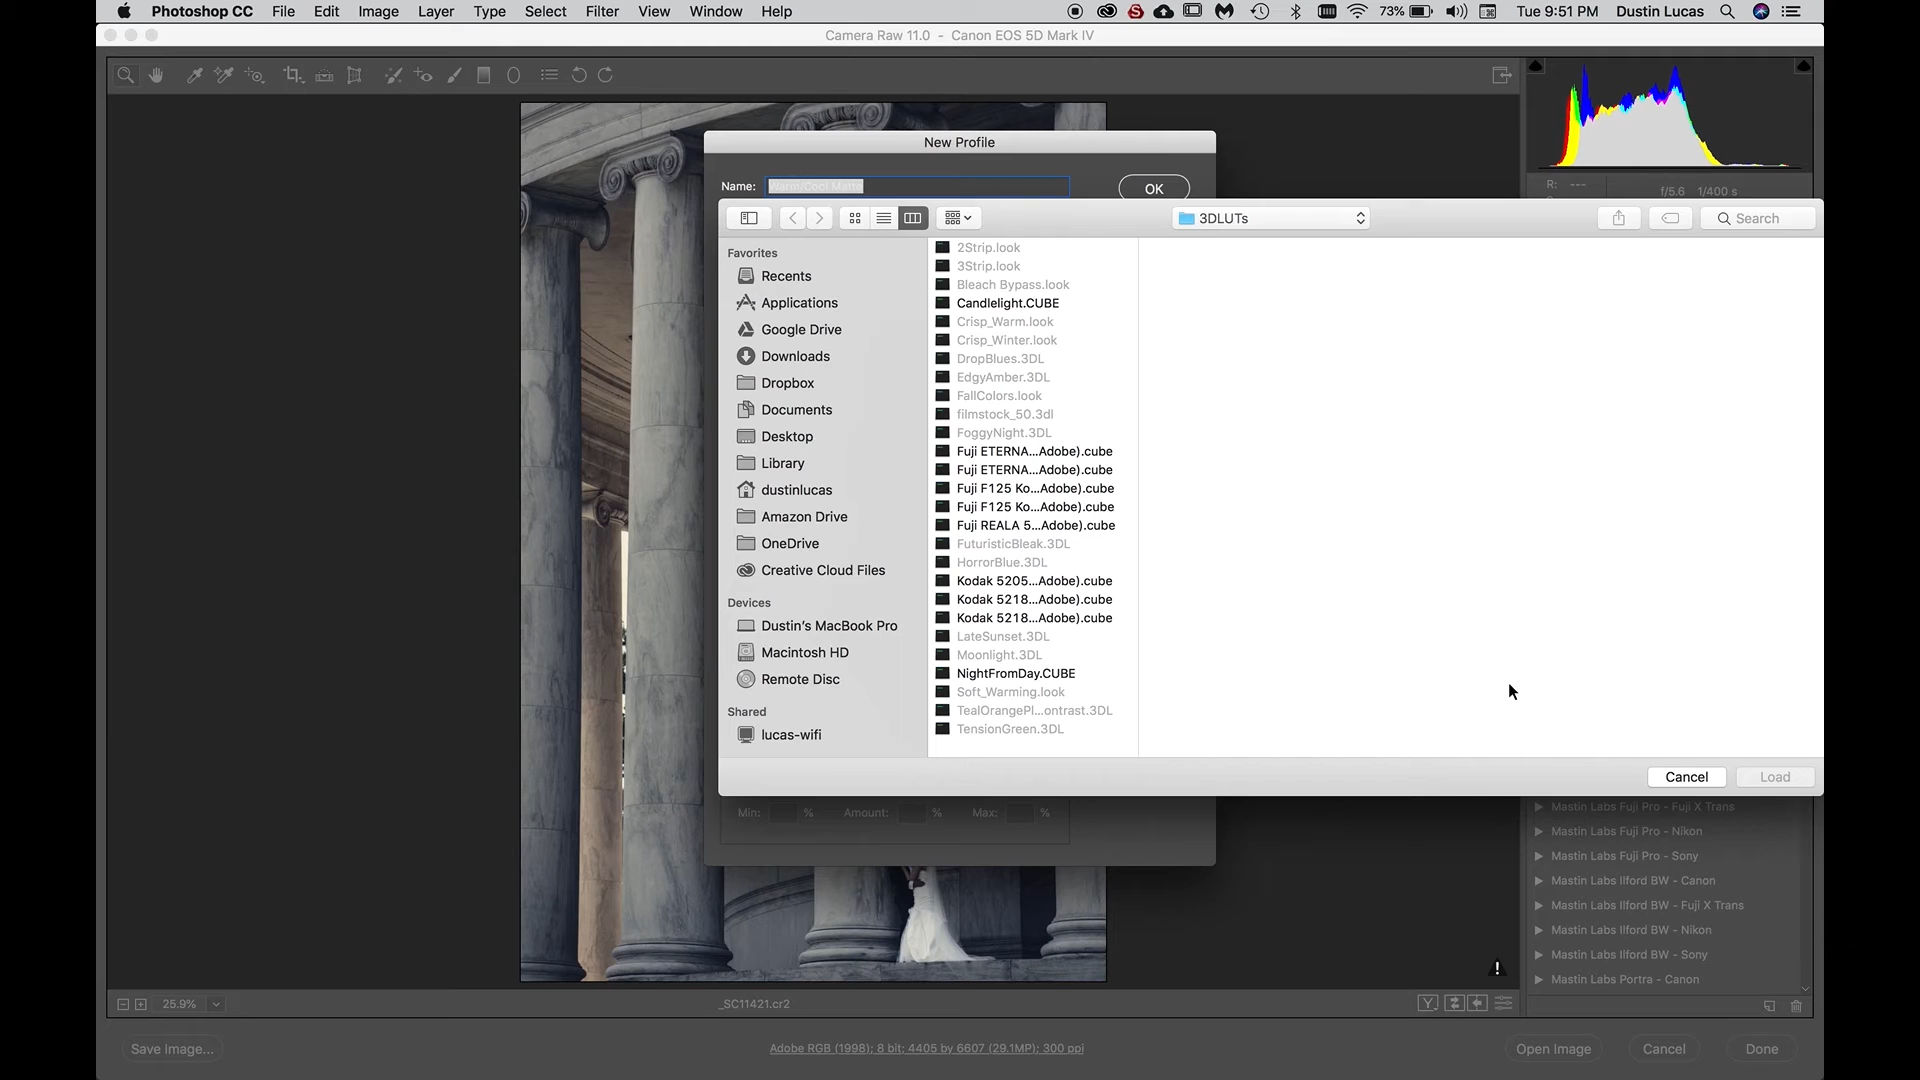 Photoshop CC File Edit Image Layer Type Select Filter View Window Help 73% Tue 9:51 PM Dustin Lucas
Camera Raw 11.0 - Canon EOS 5D Mark IV
New Profile
Name: Warm/Cool Matte OK
R: --- f/5.6 1/400 s
3DLUTs Search
Favorites
Recents
Applications
Google Drive
Downloads
Dropbox
Documents
Desktop
Library
dustinlucas
Amazon Drive
OneDrive
Creative Cloud Files
Devices
Dustin's MacBook Pro
Macintosh HD
Remote Disc
Shared
lucas-wifi
2Strip.look
3Strip.look
Bleach Bypass.look
Candlelight.CUBE
Crisp_Warm.look
Crisp_Winter.look
DropBlues.3DL
EdgyAmber.3DL
FallColors.look
filmstock_50.3dl
FoggyNight.3DL
Fuji ETERNA...Adobe).cube
Fuji ETERNA...Adobe).cube
Fuji F125 Ko...Adobe).cube
Fuji F125 Ko...Adobe).cube
Fuji REALA 5...Adobe).cube
FuturisticBleak.3DL
HorrorBlue.3DL
Kodak 5205...Adobe).cube
Kodak 5218...Adobe).cube
Kodak 5218...Adobe).cube
LateSunset.3DL
Moonlight.3DL
NightFromDay.CUBE
Soft_Warming.look
TealOrangePl...ontrast.3DL
TensionGreen.3DL
Cancel Load
Min: % Amount: % Max: %
Mastin Labs Fuji Pro - Fuji X Trans
Mastin Labs Fuji Pro - Nikon
Mastin Labs Fuji Pro - Sony
Mastin Labs Ilford BW - Canon
Mastin Labs Ilford BW - Fuji X Trans
Mastin Labs Ilford BW - Nikon
Mastin Labs Ilford BW - Sony
Mastin Labs Portra - Canon
25.9% _SC11421.cr2 Y
Save Image... Adobe RGB (1998); 8 bit; 4405 by 6607 (29.1MP); 300 ppi Open Image Cancel Done